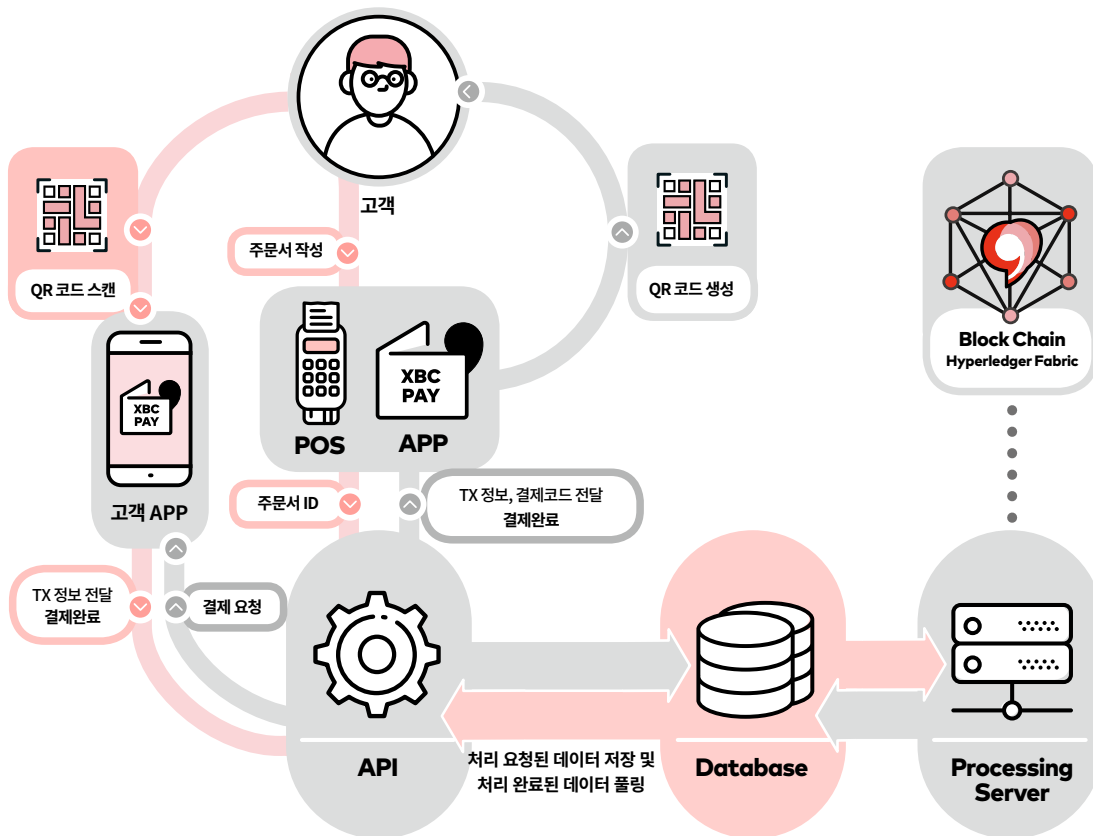 고객
QR 코드 스캔
주문서 작성
QR 코드 생성
Block Chain
Hyperledger Fabric
XBC
PAY
POS
APP
XBC
PAY
고객 APP
주문서 ID
TX 정보, 결제코드 전달
결제완료
TX 정보 전달
결제완료
결제 요청
API
처리 요청된 데이터 저장 및
처리 완료된 데이터 풀링
Database
Processing
Server